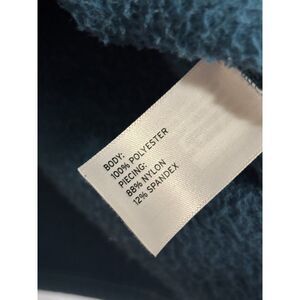 BODY:
100% POLYESTER
PIECING:
88% NYLON
12% SPANDEX